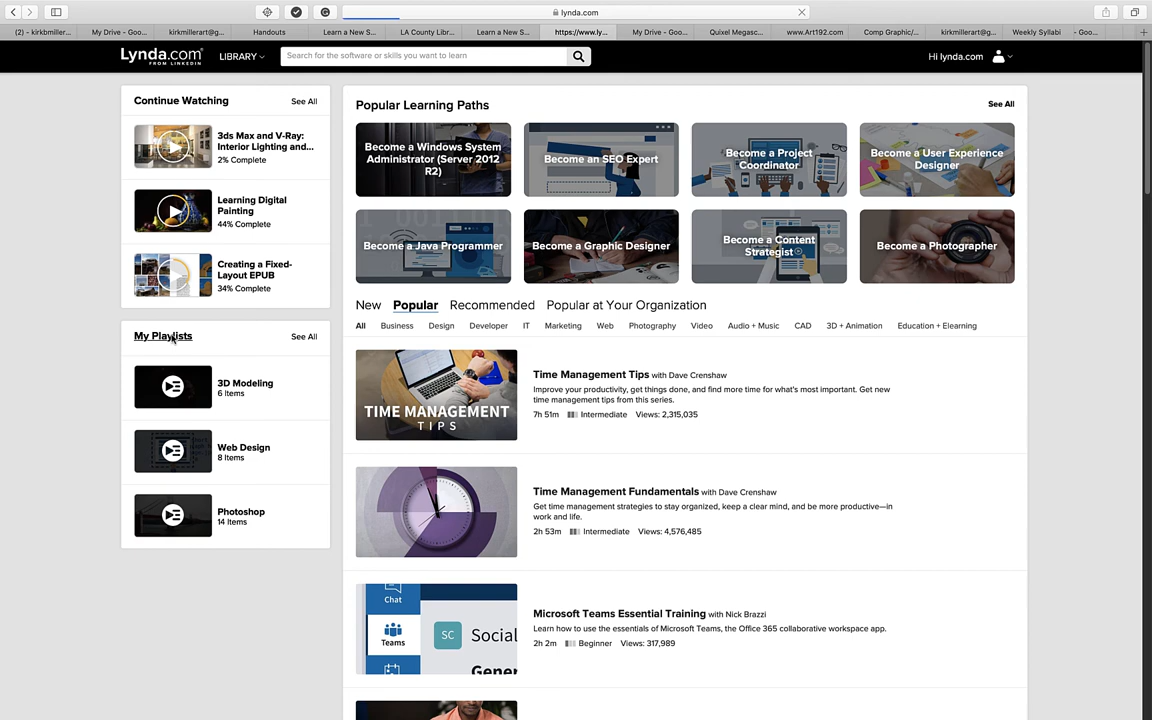 lynda.com
(2) - kirkbmiller...
My Drive - Goo...
kirkmillerart@g...
Handouts
Learn a New S...
LA County Libr...
Learn a New S...
https://www.ly...
My Drive – Goo...
Quixel Megasc...
www.Art192.com
Comp Graphic/...
kirkmillerart@g...
Weekly Syllabi
- Goo...
Lynda.com
FROM LINKEDIN
LIBRARY
Search for the software or skills you want to learn
Hi lynda.com
Continue Watching
See All
3ds Max and V-Ray:
Interior Lighting and...
2% Complete
Learning Digital
Painting
44% Complete
Creating a Fixed-
Layout EPUB
34% Complete
My Playlists
See All
3D Modeling
6 Items
Web Design
8 Items
Photoshop
14 Items
Popular Learning Paths
See All
Become a Windows System
Administrator (Server 2012
R2)
Become an SEO Expert
Become a Project
Coordinator
Become a User Experience
Designer
Become a Java Programmer
Become a Graphic Designer
Become a Content
Strategist
Become a Photographer
New Popular Recommended Popular at Your Organization
All Business Design Developer IT Marketing Web Photography Video Audio + Music CAD 3D + Animation Education + Elearning
TIME MANAGEMENT
TIPS
Time Management Tips with Dave Crenshaw
Improve your productivity, get things done, and find more time for what's most important. Get new
time management tips from this series.
7h 51m Intermediate Views: 2,315,035
Time Management Fundamentals with Dave Crenshaw
Get time management strategies to stay organized, keep a clear mind, and be more productive—in
work and life.
2h 53m Intermediate Views: 4,576,485
Chat
Teams
SC Social
Gener
Microsoft Teams Essential Training with Nick Brazzi
Learn how to use the essentials of Microsoft Teams, the Office 365 collaborative workspace app.
2h 2m Beginner Views: 317,989